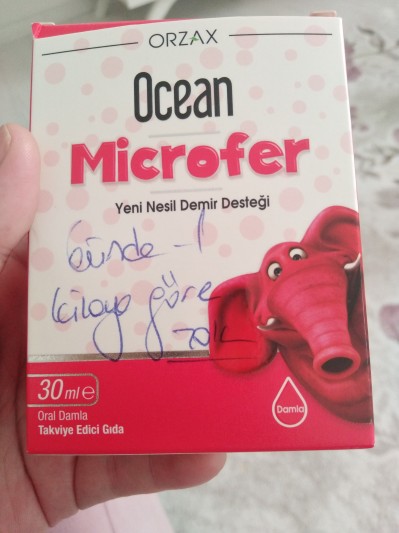 ORZAX
Ocean
Microfer
Yeni Nesil Demir Desteği
Günde 1
kiloya göre
30 ml e
Oral Damla
Takviye Edici Gıda
Damla